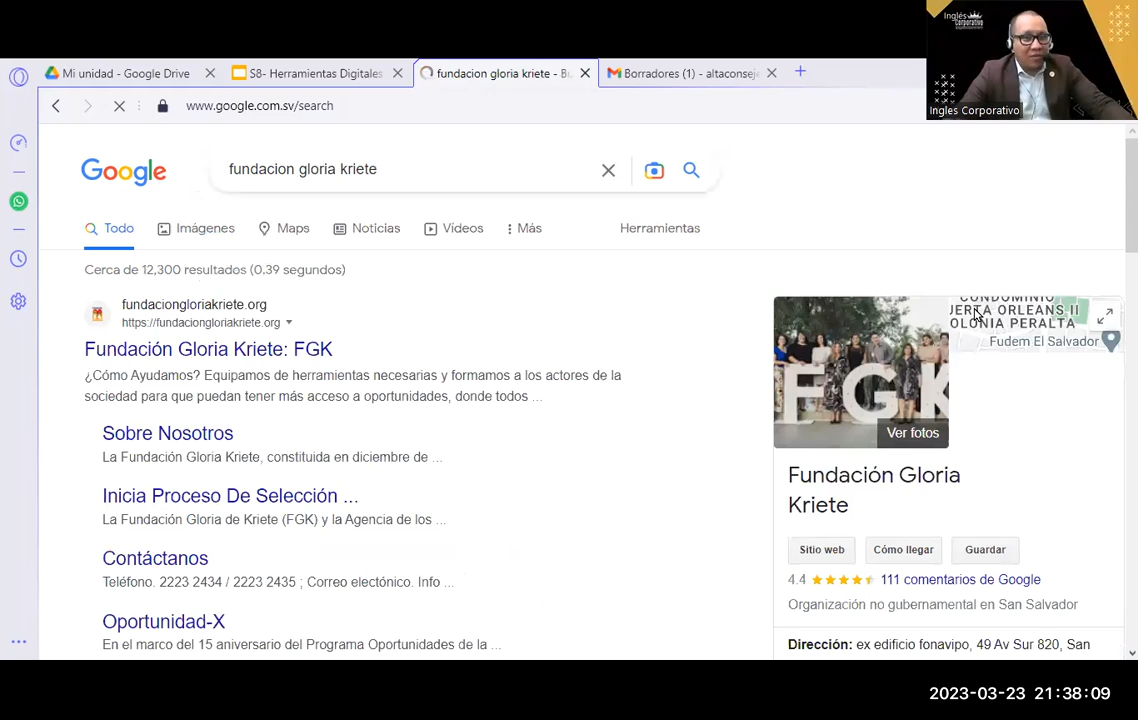 Inglés
Corporativo
Ingles Corporativo
Mi unidad - Google Drive
S8- Herramientas Digitales
fundacion gloria kriete - B
Borradores (1) - altaconseje
www.google.com.sv/search
Google
fundacion gloria kriete
Todo
Imágenes
Maps
Noticias
Vídeos
Más
Herramientas
Cerca de 12,300 resultados (0.39 segundos)
fundaciongloriakriete.org
https://fundaciongloriakriete.org
Fundación Gloria Kriete: FGK
¿Cómo Ayudamos? Equipamos de herramientas necesarias y formamos a los actores de la
sociedad para que puedan tener más acceso a oportunidades, donde todos ...
Sobre Nosotros
La Fundación Gloria Kriete, constituida en diciembre de ...
Inicia Proceso De Selección ...
La Fundación Gloria de Kriete (FGK) y la Agencia de los ...
Contáctanos
Teléfono. 2223 2434 / 2223 2435 ; Correo electónico. Info ...
Oportunidad-X
En el marco del 15 aniversario del Programa Oportunidades de la ...
CONDOMINIO
UERTA ORLEANS II
OLONIA PERALTA
Fudem El Salvador
FGK
Ver fotos
Fundación Gloria
Kriete
Sitio web
Cómo llegar
Guardar
4.4
111 comentarios de Google
Organización no gubernamental en San Salvador
Dirección: ex edificio fonavipo, 49 Av Sur 820, San
2023-03-23 21:38:09